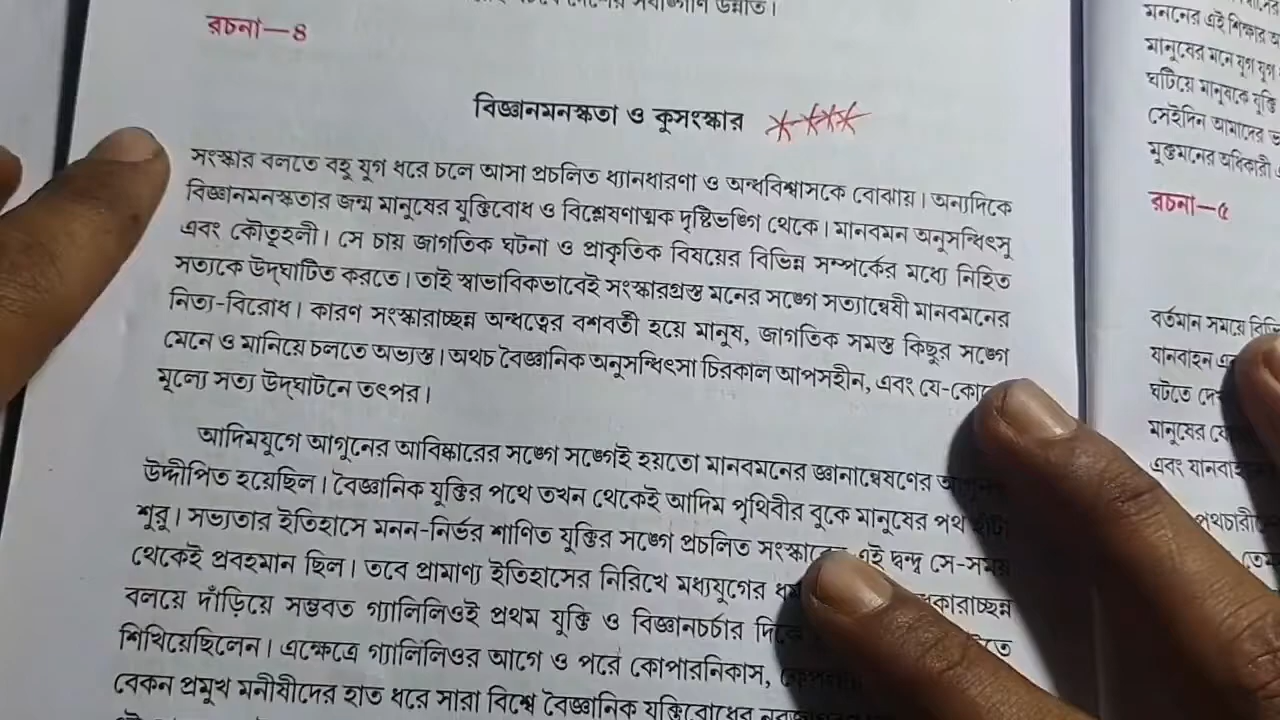 উন্নতি।
রচনা—৪
বিজ্ঞানমনস্কতা ও কুসংস্কার
সংস্কার বলতে বহু যুগ ধরে চলে আসা প্রচলিত ধ্যানধারণা ও অন্ধবিশ্বাসকে বোঝায়। অন্যদিকে
বিজ্ঞানমনস্কতার জন্ম মানুষের যুক্তিবোধ ও বিশ্লেষণাত্মক দৃষ্টিভঙ্গি থেকে। মানবমন অনুসন্ধিৎসু
এবং কৌতূহলী। সে চায় জাগতিক ঘটনা ও প্রাকৃতিক বিষয়ের বিভিন্ন সম্পর্কের মধ্যে নিহিত
সত্যকে উদ্‌ঘাটিত করতে। তাই স্বাভাবিকভাবেই সংস্কারগ্রস্ত মনের সঙ্গে সত্যান্বেষী মানবমনের
নিত্য-বিরোধ। কারণ সংস্কারাচ্ছন্ন অন্ধত্বের বশবর্তী হয়ে মানুষ, জাগতিক সমস্ত কিছুর সঙ্গে
মেনে ও মানিয়ে চলতে অভ্যস্ত। অথচ বৈজ্ঞানিক অনুসন্ধিৎসা চিরকাল আপসহীন, এবং
মূল্যে সত্য উদ্‌ঘাটনে তৎপর।
আদিমযুগে আগুনের আবিষ্কারের সঙ্গে সঙ্গেই হয়তো মানবমনের জ্ঞানান্বেষণের
উদ্দীপিত হয়েছিল। বৈজ্ঞানিক যুক্তির পথে তখন থেকেই আদিম পৃথিবীর বুকে মানুষের পথ হাঁটা
শুরু। সভ্যতার ইতিহাসে মনন-নির্ভর শাণিত যুক্তির সঙ্গে প্রচলিত এই দ্বন্দ্ব সে-সময়
থেকেই প্রবহমান ছিল। তবে প্রামাণ্য ইতিহাসের নিরিখে মধ্যযুগের
বলয়ে দাঁড়িয়ে সম্ভবত গ্যালিলিওই প্রথম যুক্তি ও বিজ্ঞানচর্চার দিকে
শিখিয়েছিলেন। এক্ষেত্রে গ্যালিলিওর আগে ও পরে কোপারনিকাস,
বেকন প্রমুখ মনীষীদের হাত ধরে সারা বিশ্বে বৈজ্ঞানিক যুক্তিবোধের
মননের এই শিক্ষার
মানুষের মনে যুগ যুগ
ঘটিয়ে মানুষকে
সেইদিন আমাদের
মুক্তমনের অধিকারী
রচনা—৫
বর্তমান সময়ে
যানবাহন
ঘটতে
মানুষের
এবং